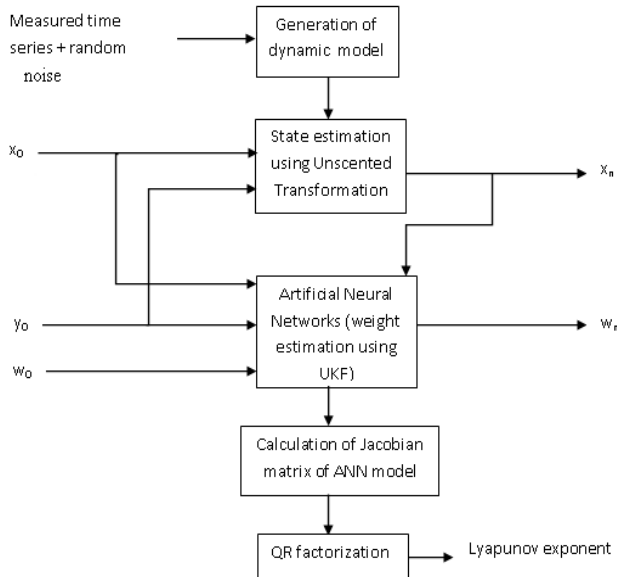 Measured time
series + random
noise
Generation of
dynamic model
x₀
State estimation
using Unscented
Transformation
xₙ
Artificial Neural
Networks (weight
estimation using
UKF)
y₀
w₀
wₙ
Calculation of Jacobian
matrix of ANN model
QR factorization
Lyapunov exponent